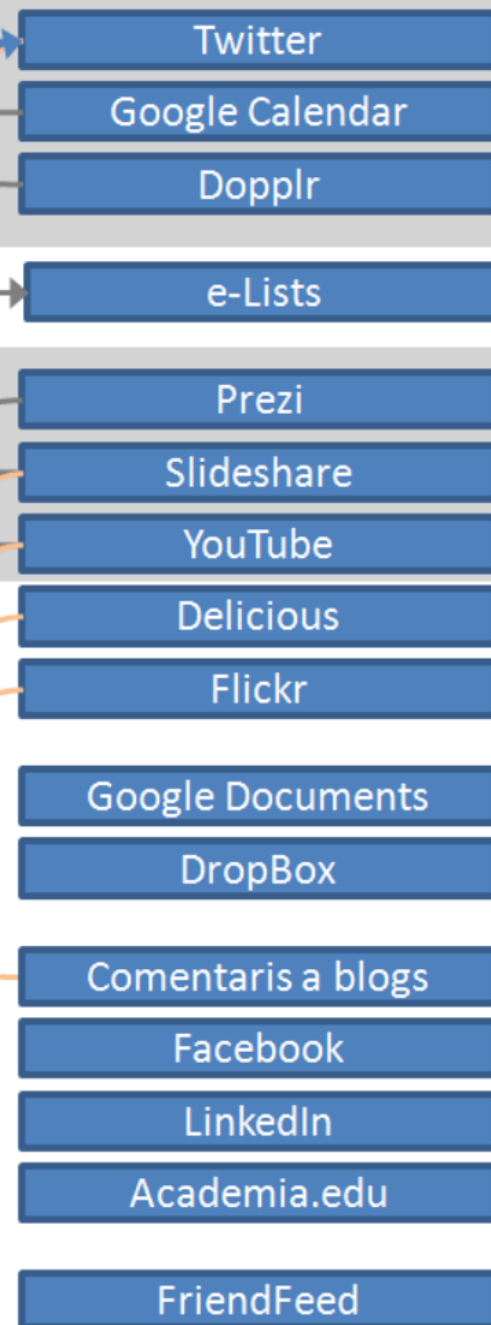 Twitter
Google Calendar
Dopplr
e-Lists
Prezi
Slideshare
YouTube
Delicious
Flickr
Google Documents
DropBox
Comentaris a blogs
Facebook
LinkedIn
Academia.edu
FriendFeed